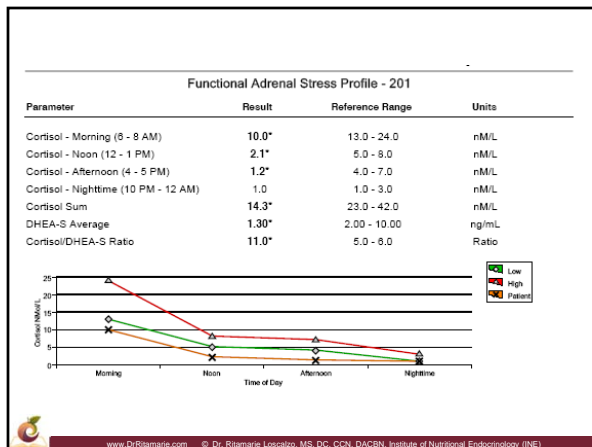 Functional Adrenal Stress Profile - 201
Parameter Result Reference Range Units
Cortisol - Morning (6 - 8 AM) 10.0* 13.0 - 24.0 nM/L
Cortisol - Noon (12 - 1 PM) 2.1* 5.0 - 8.0 nM/L
Cortisol - Afternoon (4 - 5 PM) 1.2* 4.0 - 7.0 nM/L
Cortisol - Nighttime (10 PM - 12 AM) 1.0 1.0 - 3.0 nM/L
Cortisol Sum 14.3* 23.0 - 42.0 nM/L
DHEA-S Average 1.30* 2.00 - 10.00 ng/mL
Cortisol/DHEA-S Ratio 11.0* 5.0 - 6.0 Ratio
Low
High
Patient
25
20
15
10
5
0
Cortisol NMol/L
Morning Noon Afternoon Nighttime
Time of Day
www.DrRitamarie.com © Dr. Ritamarie Loscalzo, MS, DC, CCN, DACBN, Institute of Nutritional Endocrinology (INE)